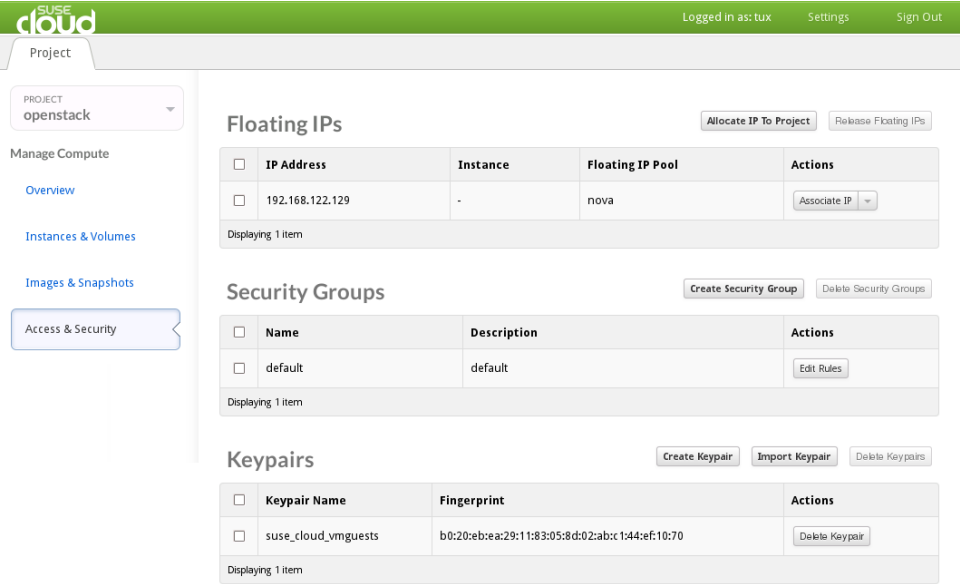 SUSE
cloud
Logged in as: tux Settings Sign Out
Project
PROJECT
openstack
Manage Compute
Overview
Instances & Volumes
Images & Snapshots
Access & Security
Floating IPs
Allocate IP To Project Release Floating IPs
IP Address Instance Floating IP Pool Actions
192.168.122.129 - nova Associate IP
Displaying 1 item
Security Groups
Create Security Group Delete Security Groups
Name Description Actions
default default Edit Rules
Displaying 1 item
Keypairs
Create Keypair Import Keypair Delete Keypairs
Keypair Name Fingerprint Actions
suse_cloud_vmguests b0:20:eb:ea:29:11:83:05:8d:02:ab:c1:44:ef:10:70 Delete Keypair
Displaying 1 item